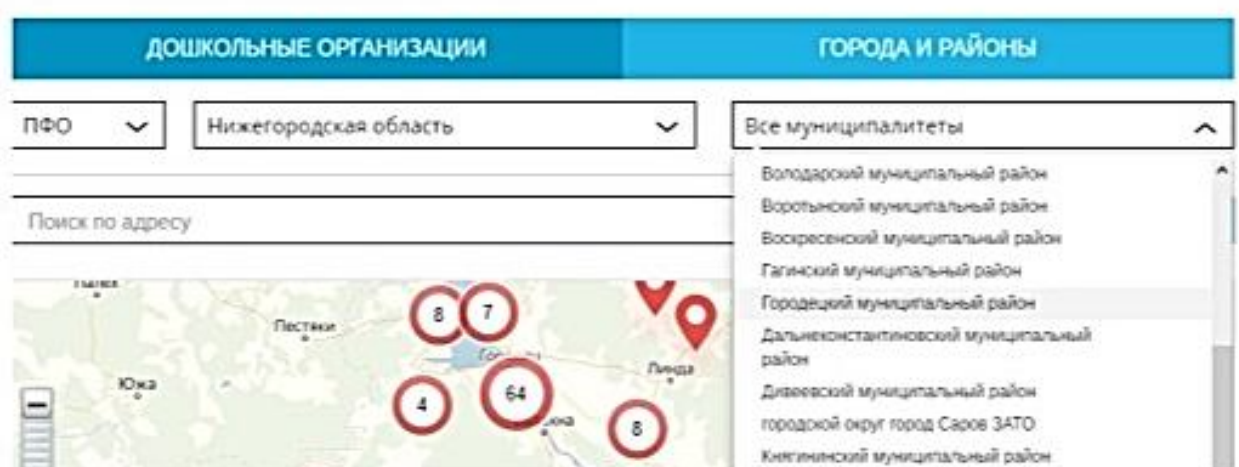 ДОШКОЛЬНЫЕ ОРГАНИЗАЦИИ
ГОРОДА И РАЙОНЫ
ПФО
Нижегородская область
Все муниципалитеты
Володарский муниципальный район
Воротынский муниципальный район
Воскресенский муниципальный район
Гагинский муниципальный район
Городецкий муниципальный район
Дальнеконстантиновский муниципальный
район
Дивеевский муниципальный район
городской округ город Саров ЗАТО
Княгининский муниципальный район
Поиск по адресу
8
7
Пестяки
Линда
Южа
4
64
8